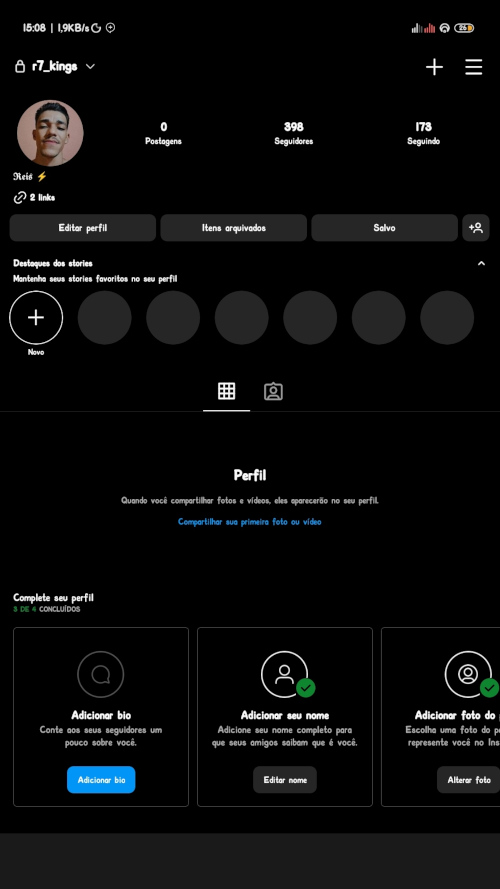 15:08 | 1,9KB/s
26
r7_kings
0 398 173
Postagens Seguidores Seguindo
ℜ𝔢𝔦𝔰 ⚡
2 links
Editar perfil Itens arquivados Salvo
Destaques dos stories
Mantenha seus stories favoritos no seu perfil
Novo
Perfil
Quando você compartilhar fotos e vídeos, eles aparecerão no seu perfil.
Compartilhar sua primeira foto ou vídeo
Complete seu perfil
3 DE 4 CONCLUÍDOS
Adicionar bio
Conte aos seus seguidores um
pouco sobre você.
Adicionar bio
Adicionar seu nome
Adicione seu nome completo para
que seus amigos saibam que é você.
Editar nome
Adicionar foto do
Escolha uma foto do
represente você no Ins
Alterar foto